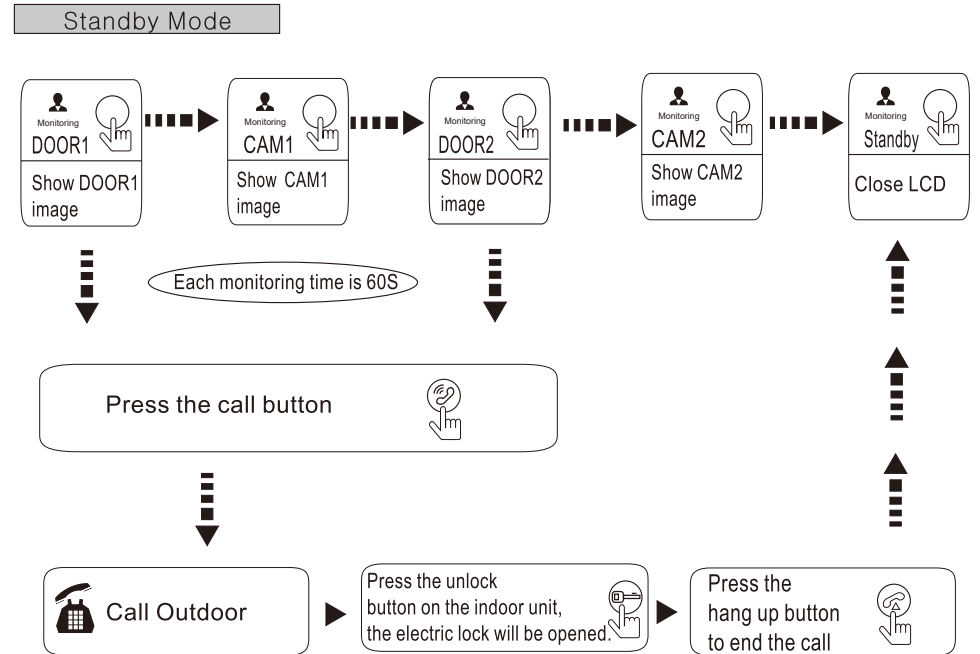 Standby Mode
Monitoring
DOOR1
Show DOOR1
image
Monitoring
CAM1
Show CAM1
image
Monitoring
DOOR2
Show DOOR2
image
Monitoring
CAM2
Show CAM2
image
Monitoring
Standby
Close LCD
Each monitoring time is 60S
Press the call button
Call Outdoor
Press the unlock
button on the indoor unit,
the electric lock will be opened.
Press the
hang up button
to end the call